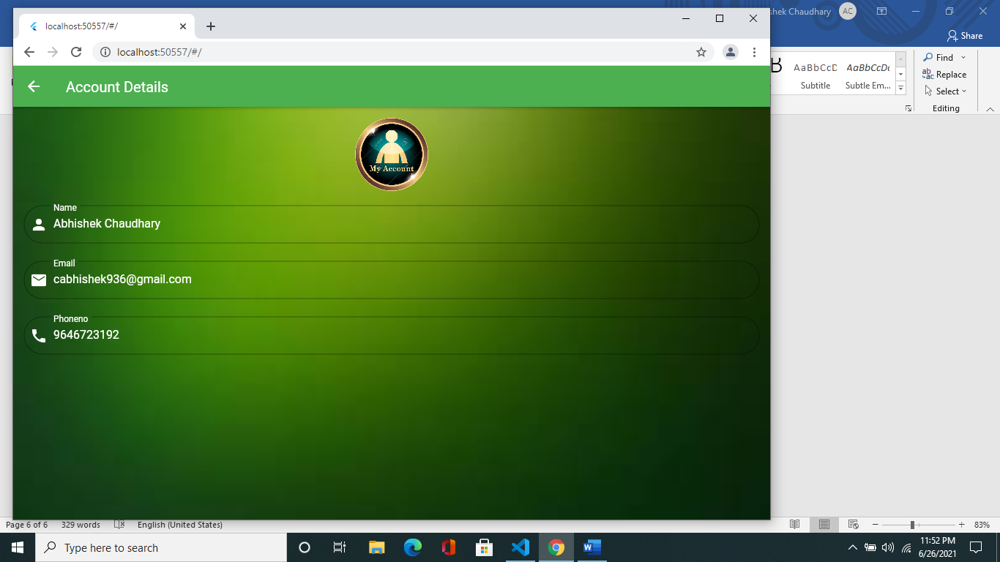 localhost:50557/#/
hek Chaudhary AC
Share
localhost:50557/#/
Account Details
My Account
Name
Abhishek Chaudhary
Email
cabhishek936@gmail.com
Phoneno
9646723192
AaBbCcD AaBbCcDc
Subtitle Subtle Em...
Find
Replace
Select
Editing
Page 6 of 6 329 words English (United States) 83%
Type here to search
11:52 PM
6/26/2021